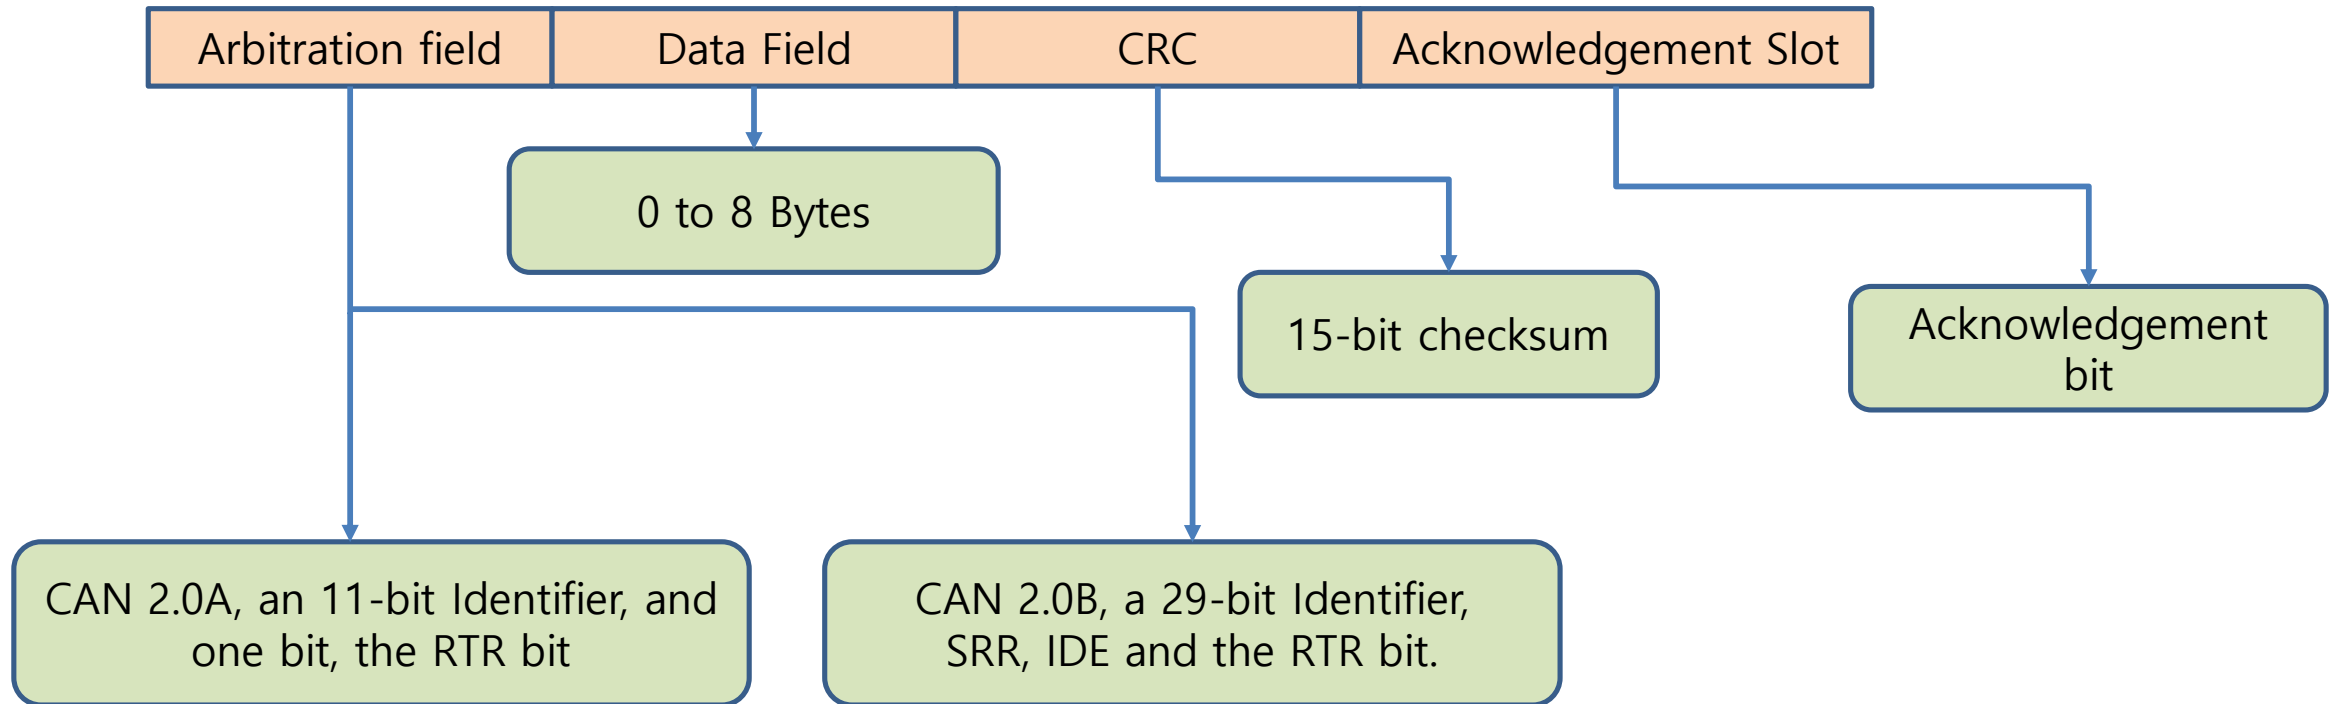 Arbitration field
Data Field
CRC
Acknowledgement Slot
0 to 8 Bytes
15-bit checksum
Acknowledgement
bit
CAN 2.0A, an 11-bit Identifier, and
one bit, the RTR bit
CAN 2.0B, a 29-bit Identifier,
SRR, IDE and the RTR bit.